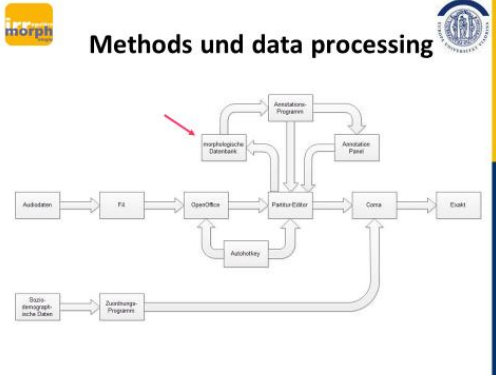 morph
Methods und data processing
Annotations-
Programm
morphologische
Datenbank
Annotation
Panel
Audiodaten
F4
OpenOffice
Partitur-Editor
Coma
Exakt
Autohotkey
Sozio-
demograph-
ische Daten
Zuordnungs-
Programm